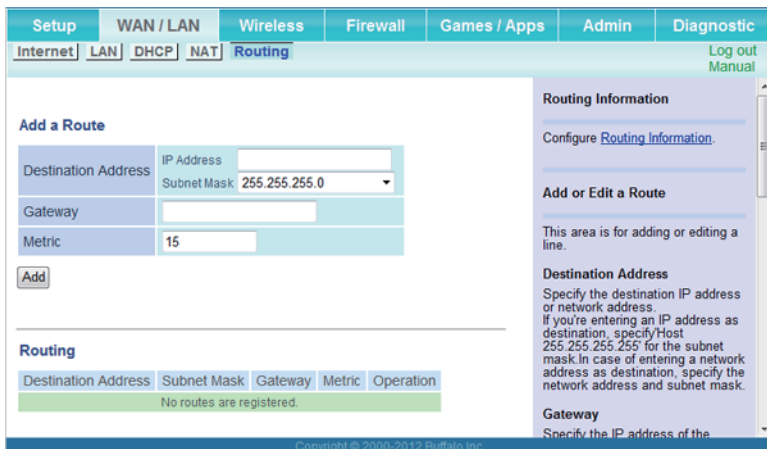 Setup WAN / LAN Wireless Firewall Games / Apps Admin Diagnostic
Internet LAN DHCP NAT Routing
Log out
Manual
Add a Route
Destination Address
IP Address
Subnet Mask 255.255.255.0
Gateway
Metric 15
Add
Routing
Destination Address Subnet Mask Gateway Metric Operation
No routes are registered.
Routing Information
Configure Routing Information.
Add or Edit a Route
This area is for adding or editing a
line.
Destination Address
Specify the destination IP address
or network address.
If you're entering an IP address as
destination, specify'Host
255.255.255.255' for the subnet
mask.In case of entering a network
address as destination, specify the
network address and subnet mask.
Gateway
Specify the IP address of the
Copyright © 2000-2012 Buffalo Inc.